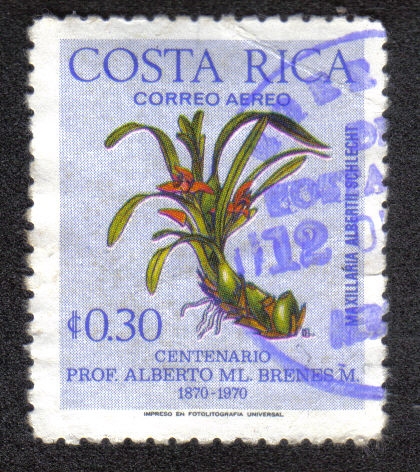 COSTA RICA
CORREO AEREO
MAXILLARIA ALBERTII SCHLECHT
12
₡0.30
CENTENARIO
PROF. ALBERTO ML. BRENES M.
1870-1970
IMPRESO EN FOTOLITOGRAFIA UNIVERSAL